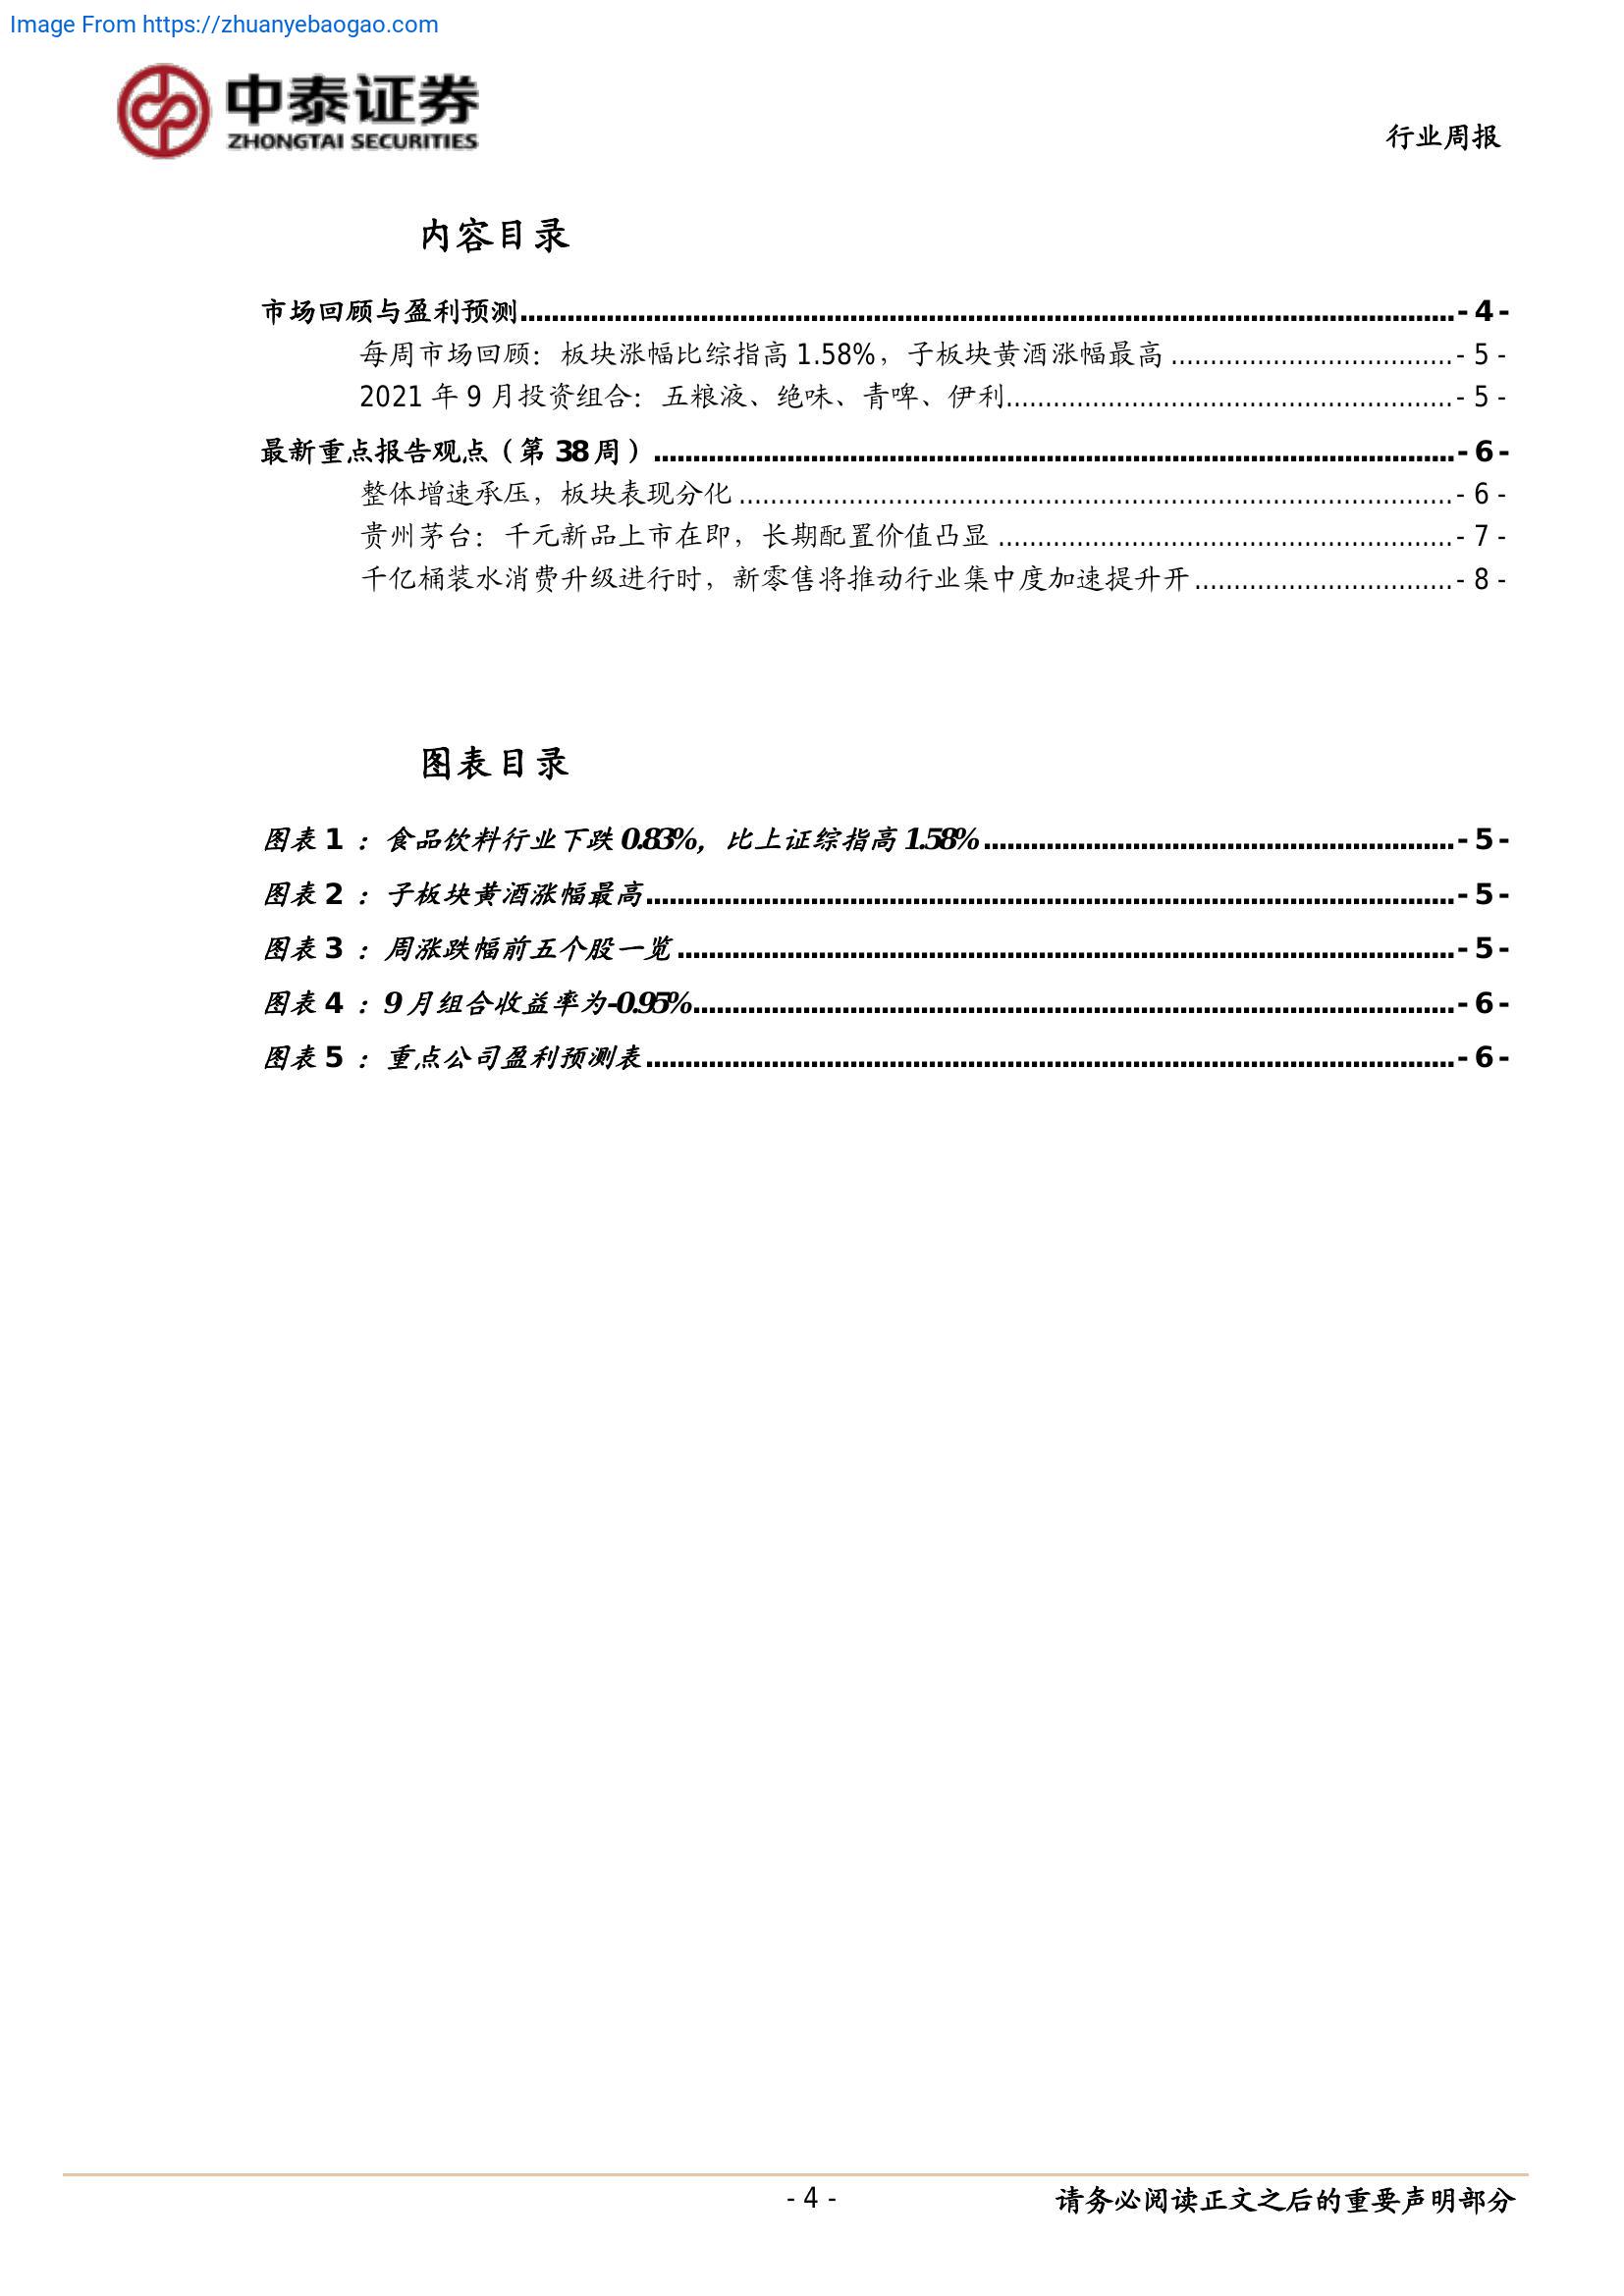 Image From https://zhuanyebaogao.com
中泰证券
ZHONGTAI SECURITIES
行业周报
内容目录
市场回顾与盈利预测 - 4 -
每周市场回顾：板块涨幅比综指高 1.58%，子板块黄酒涨幅最高 - 5 -
2021 年 9 月投资组合：五粮液、绝味、青啤、伊利 - 5 -
最新重点报告观点（第 38 周） - 6 -
整体增速承压，板块表现分化 - 6 -
贵州茅台：千元新品上市在即，长期配置价值凸显 - 7 -
千亿桶装水消费升级进行时，新零售将推动行业集中度加速提升开 - 8 -
图表目录
图表 1 ：食品饮料行业下跌 0.83%，比上证综指高 1.58% - 5 -
图表 2 ：子板块黄酒涨幅最高 - 5 -
图表 3 ：周涨跌幅前五个股一览 - 5 -
图表 4 ：9 月组合收益率为-0.95% - 6 -
图表 5 ：重点公司盈利预测表 - 6 -
- 4 -
请务必阅读正文之后的重要声明部分